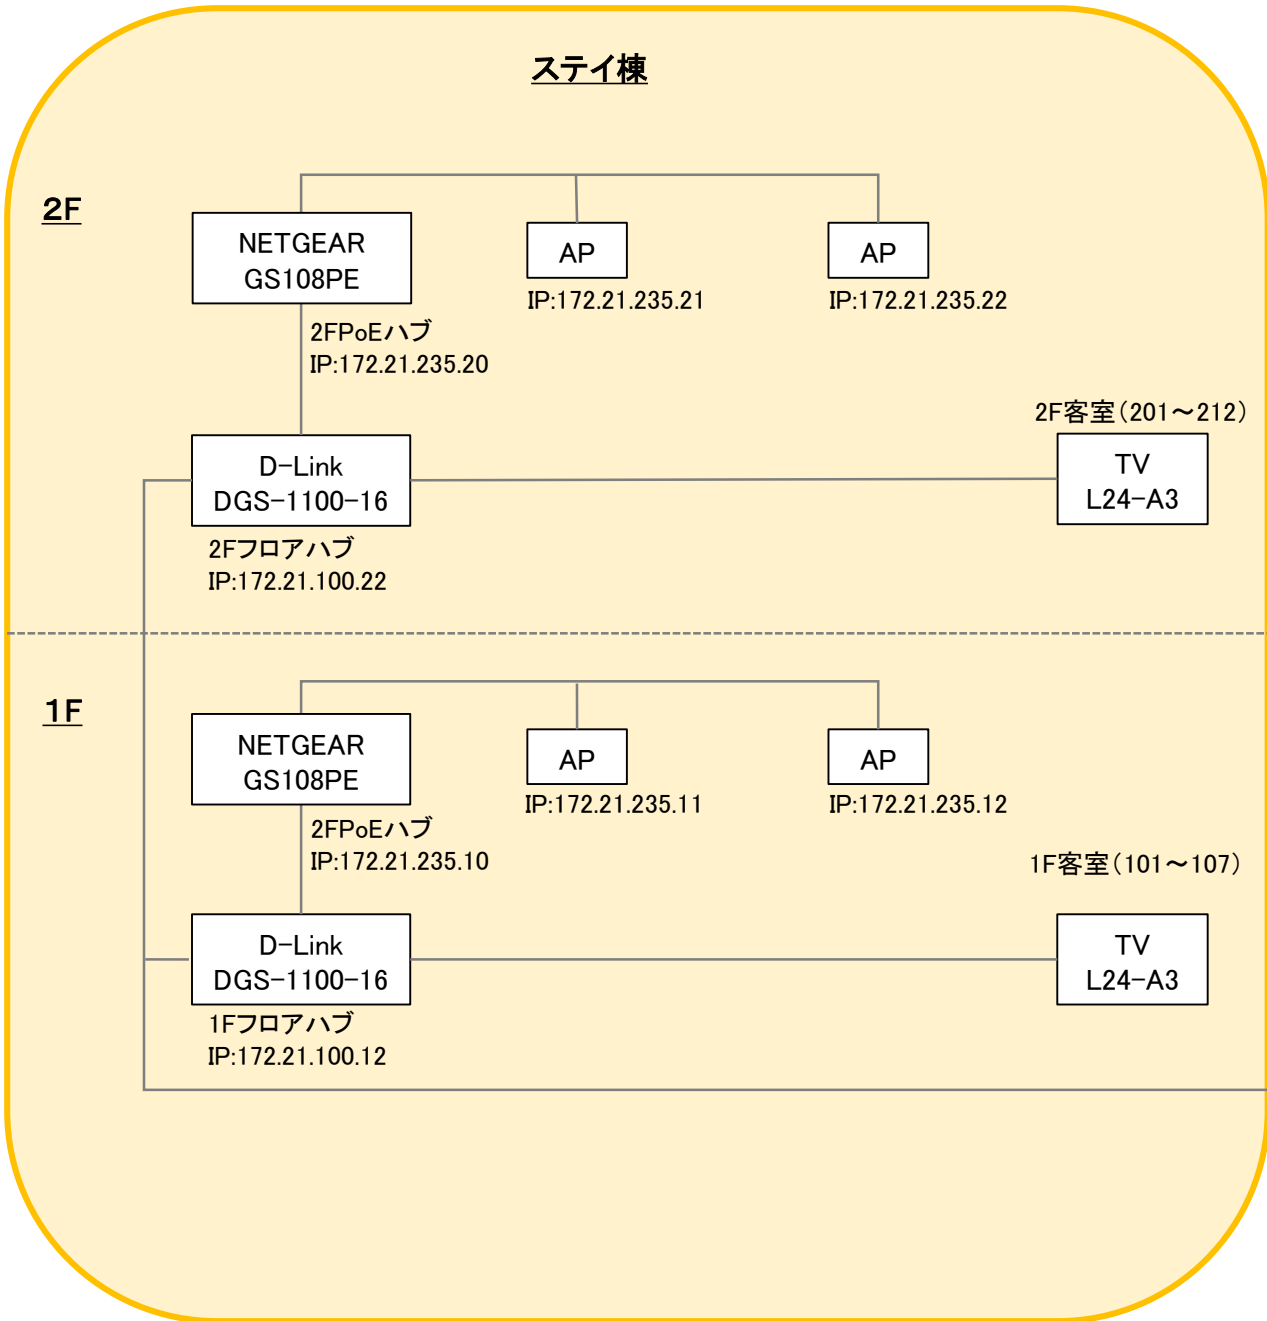 ステイ棟
2F
NETGEAR
GS108PE
AP
AP
IP:172.21.235.21
IP:172.21.235.22
2FPoEハブ
IP:172.21.235.20
2F客室(201～212)
D-Link
DGS-1100-16
TV
L24-A3
2Fフロアハブ
IP:172.21.100.22
1F
NETGEAR
GS108PE
AP
AP
IP:172.21.235.11
IP:172.21.235.12
2FPoEハブ
IP:172.21.235.10
1F客室(101～107)
D-Link
DGS-1100-16
TV
L24-A3
1Fフロアハブ
IP:172.21.100.12